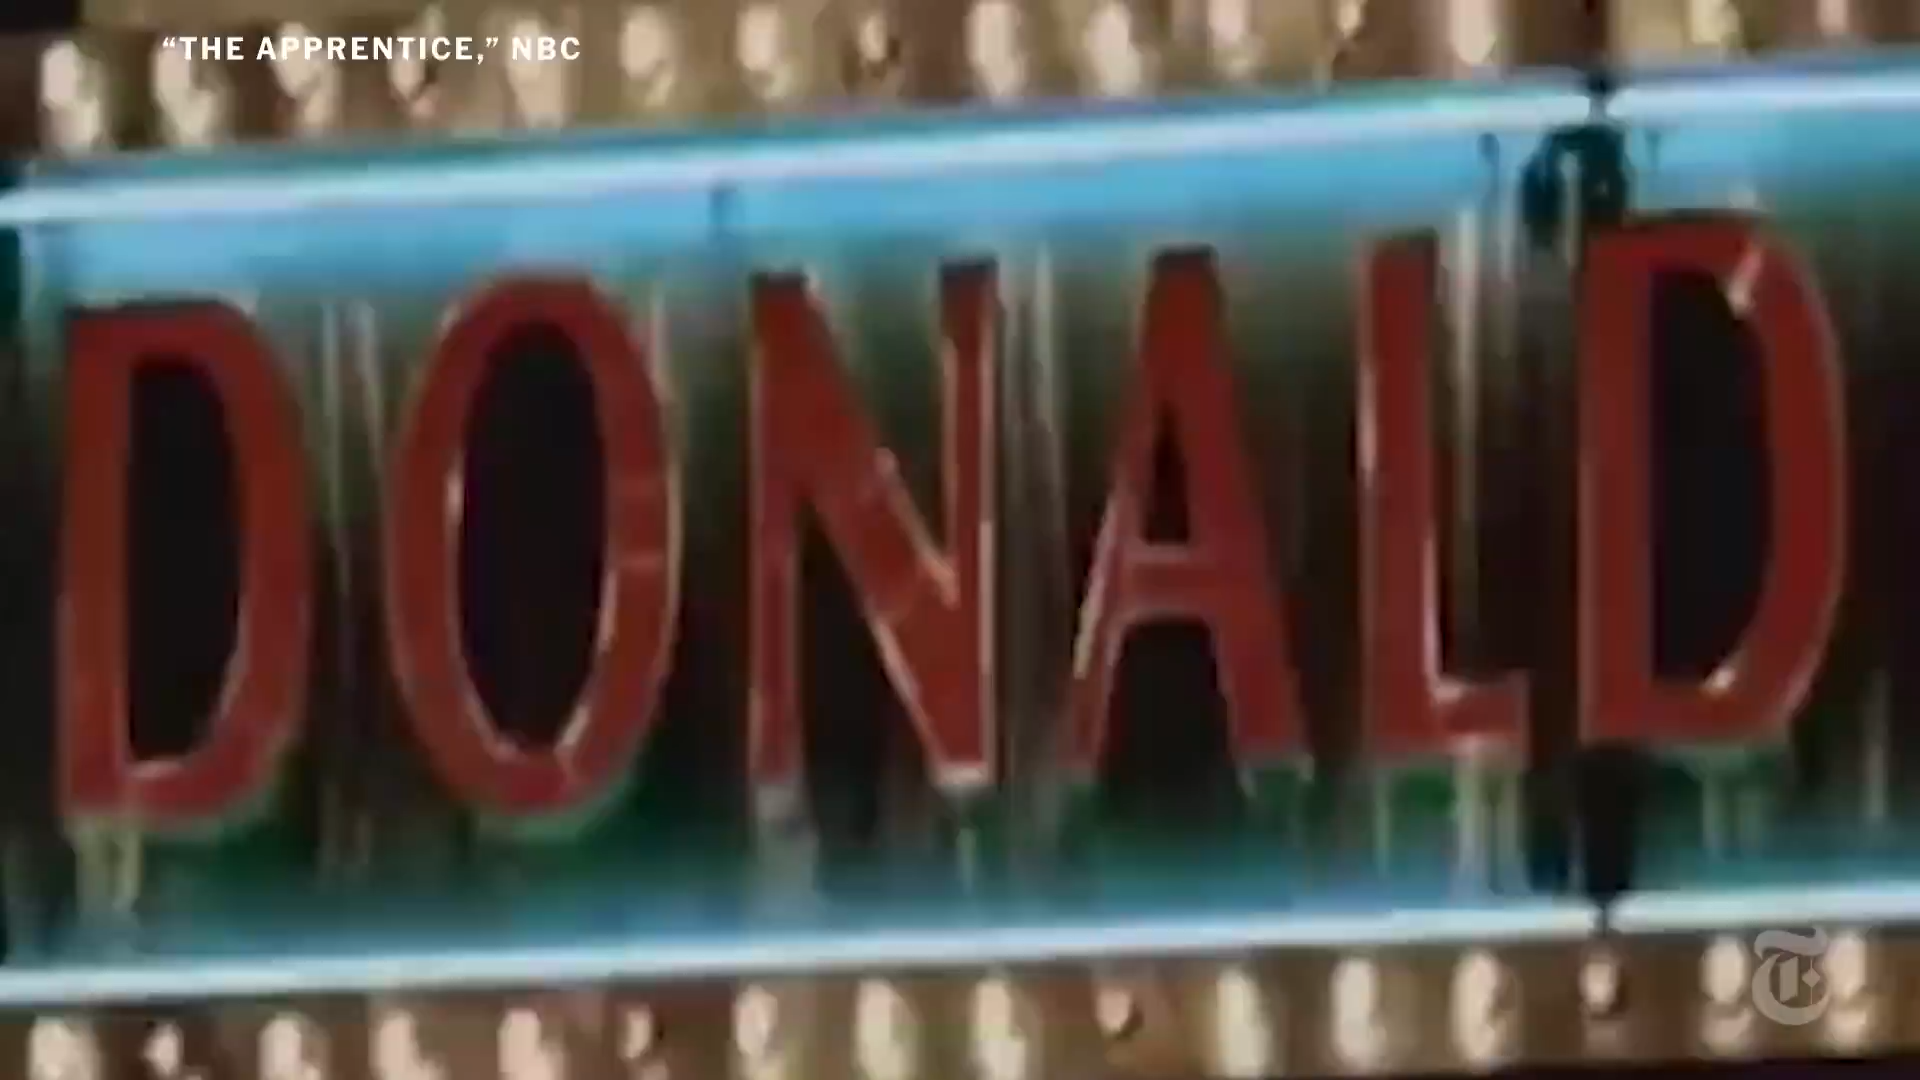 “THE APPRENTICE,” NBC
DONALD
T